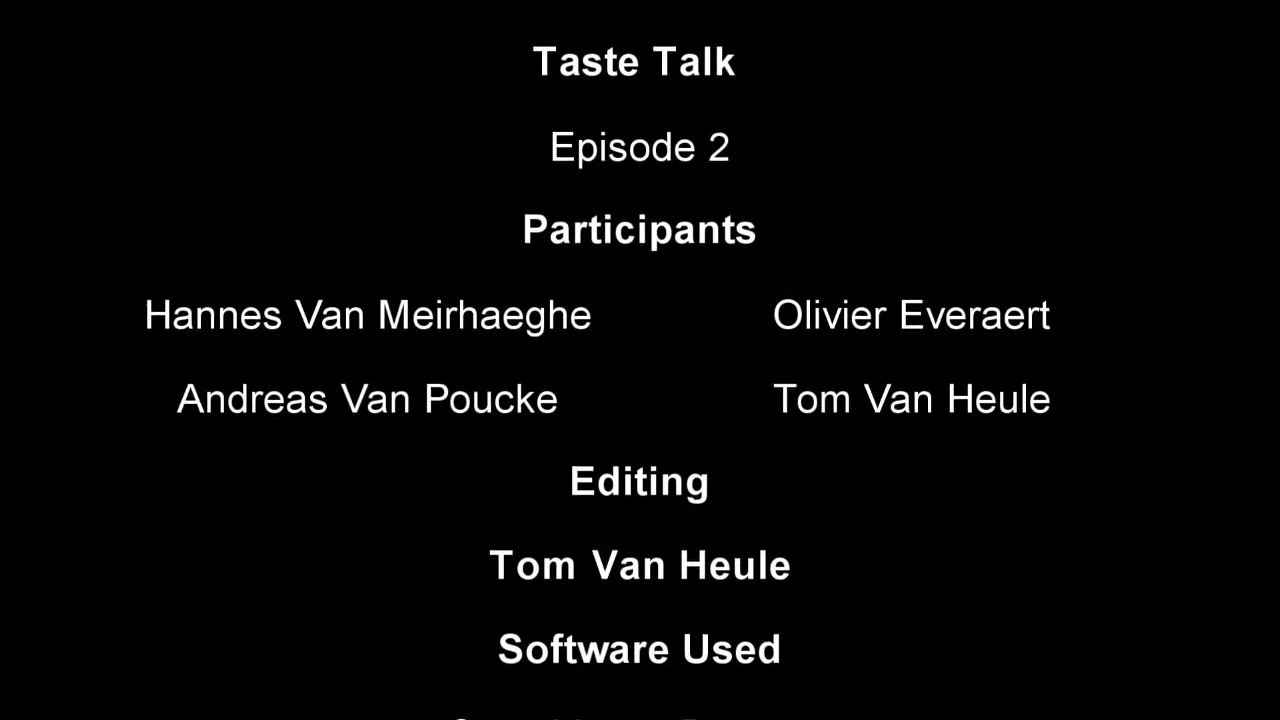 Taste Talk
Episode 2
Participants
Hannes Van Meirhaeghe Olivier Everaert
Andreas Van Poucke Tom Van Heule
Editing
Tom Van Heule
Software Used